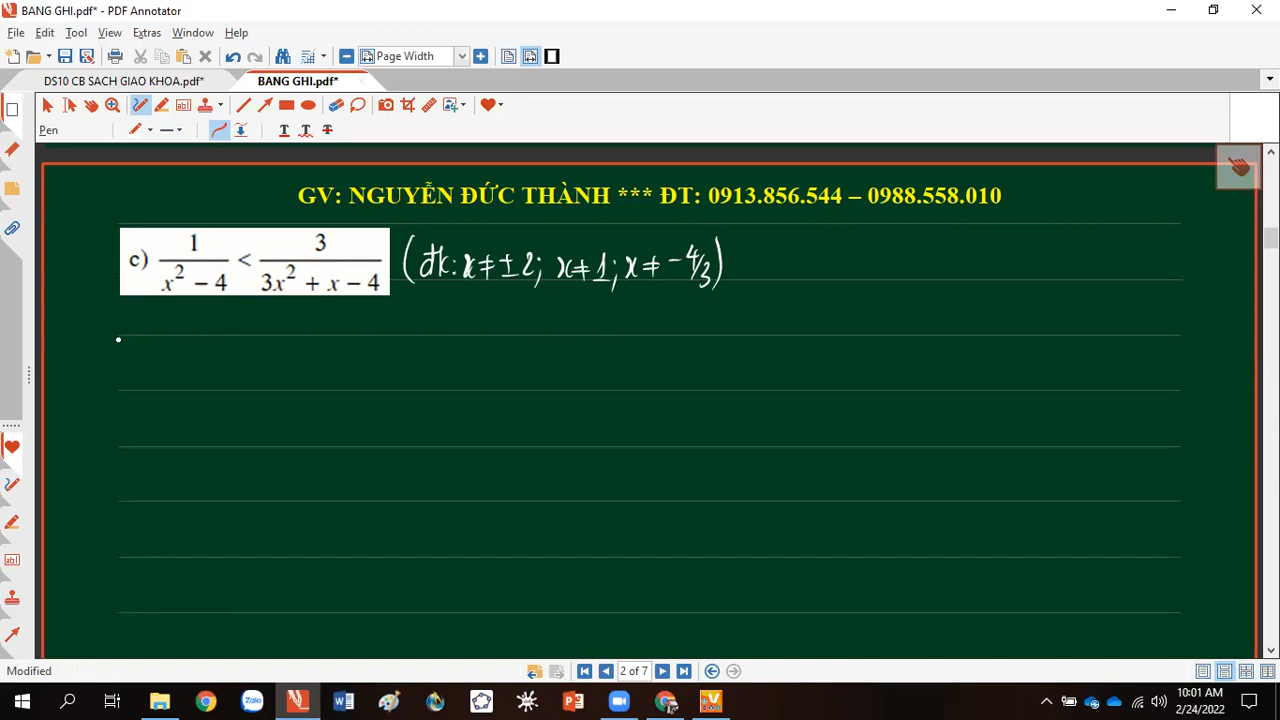 BANG GHI.pdf* - PDF Annotator
File Edit Tool View Extras Window Help
Page Width
DS10 CB SACH GIAO KHOA.pdf* BANG GHI.pdf*
Pen
GV: NGUYỄN ĐỨC THÀNH *** ĐT: 0913.856.544 – 0988.558.010
c) 1/(x² − 4) < 3/(3x² + x − 4) (đk: x ≠ ±2; x ≠ 1; x ≠ −4/3)
Modified 2 of 7
Zalo 10:01 AM
2/24/2022